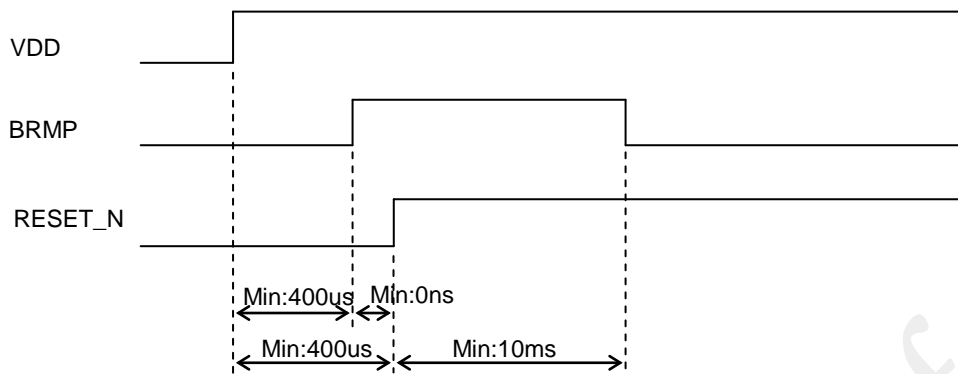 VDD
BRMP
RESET_N
Min:400us Min:0ns
Min:400us Min:10ms